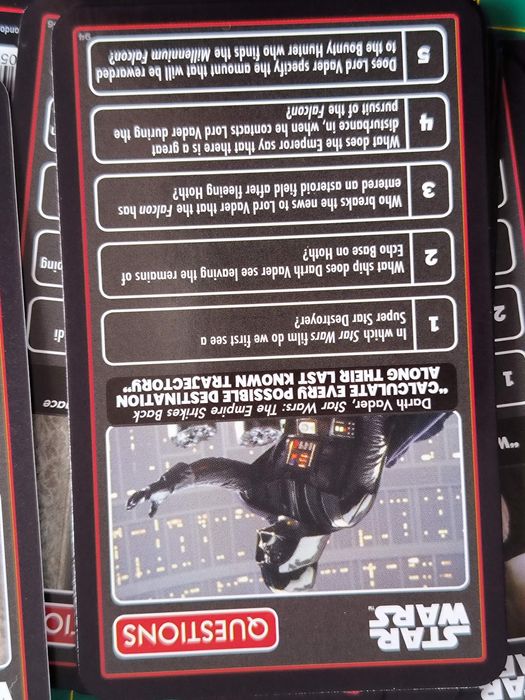 STAR WARS™
QUESTIONS
Darth Vader, Star Wars: The Empire Strikes Back
"CALCULATE EVERY POSSIBLE DESTINATION
ALONG THEIR LAST KNOWN TRAJECTORY"
1
In which Star Wars film do we first see a
Super Star Destroyer?
2
What ship does Darth Vader see leaving the remains of
Echo Base on Hoth?
3
Who breaks the news to Lord Vader that the Falcon has
entered an asteroid field after fleeing Hoth?
4
What does the Emperor say that there is a great
disturbance in, when he contacts Lord Vader during the
pursuit of the Falcon?
5
Does Lord Vader specify the amount that will be rewarded
to the Bounty Hunter who finds the Millennium Falcon?
94